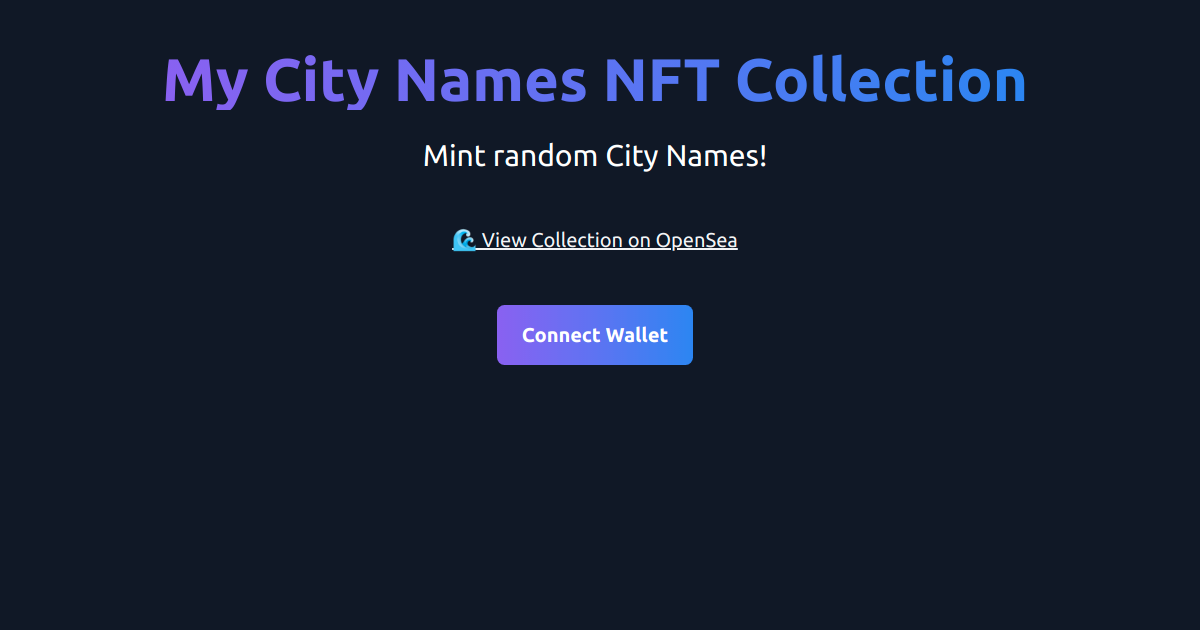 My City Names NFT Collection
Mint random City Names!
🌊 View Collection on OpenSea
Connect Wallet